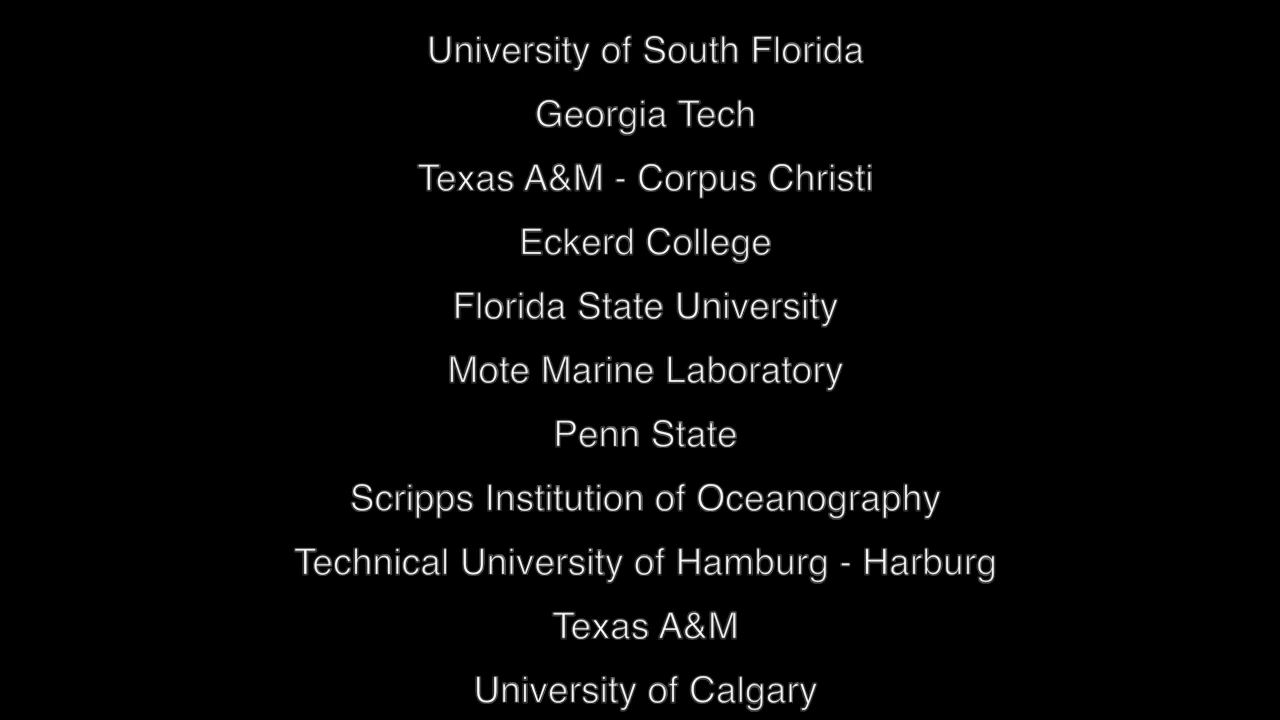 University of South Florida
Georgia Tech
Texas A&M - Corpus Christi
Eckerd College
Florida State University
Mote Marine Laboratory
Penn State
Scripps Institution of Oceanography
Technical University of Hamburg - Harburg
Texas A&M
University of Calgary